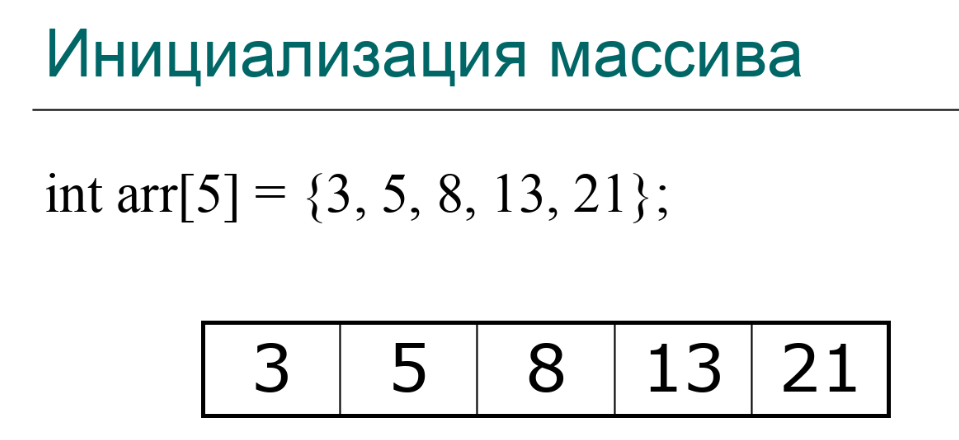 Инициализация массива
int arr[5] = {3, 5, 8, 13, 21};
3 5 8 13 21